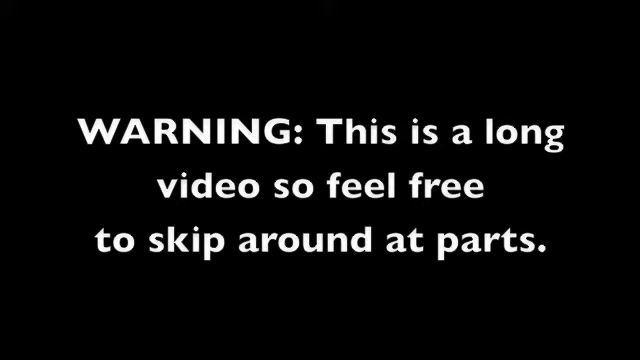 WARNING: This is a long
video so feel free
to skip around at parts.